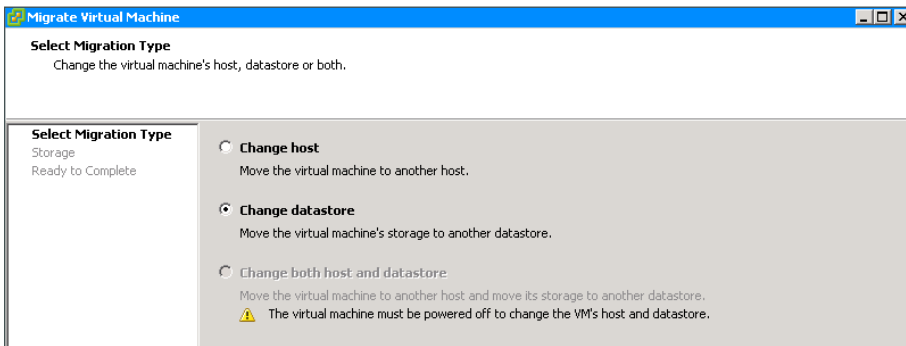 Migrate Virtual Machine
Select Migration Type
Change the virtual machine's host, datastore or both.
Select Migration Type
Storage
Ready to Complete
Change host
Move the virtual machine to another host.
Change datastore
Move the virtual machine's storage to another datastore.
Change both host and datastore
Move the virtual machine to another host and move its storage to another datastore.
The virtual machine must be powered off to change the VM's host and datastore.